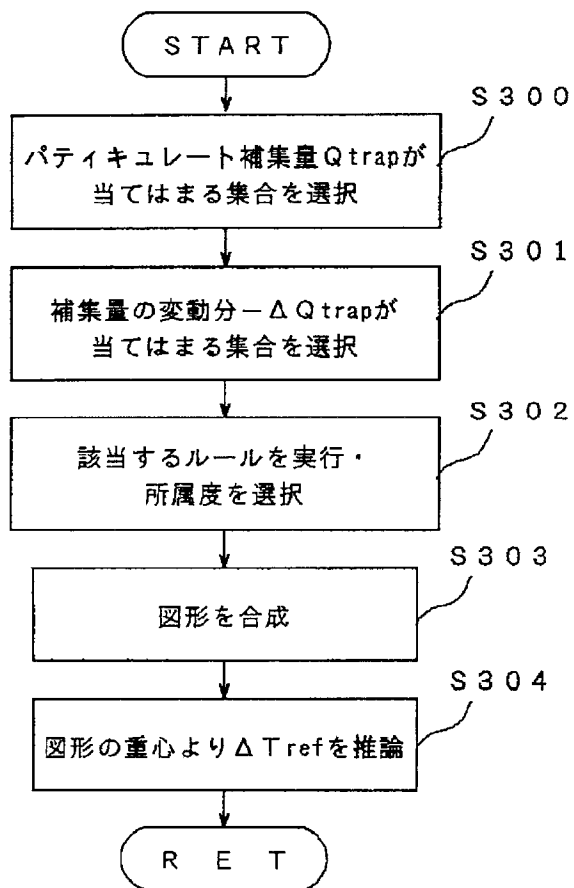 START
S300
パティキュレート補集量Qtrapが
当てはまる集合を選択
S301
補集量の変動分−ΔQtrapが
当てはまる集合を選択
S302
該当するルールを実行・
所属度を選択
S303
図形を合成
S304
図形の重心よりΔTrefを推論
RET